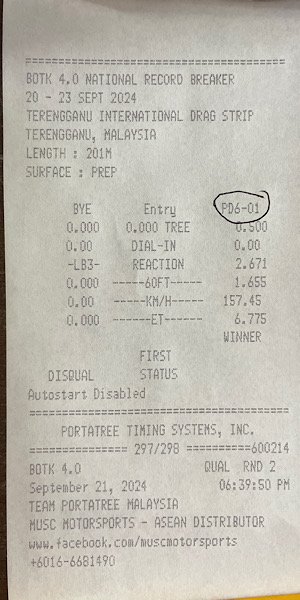 ============================================
BOTK 4.0 NATIONAL RECORD BREAKER
20 - 23 SEPT 2024
TERENGGANU INTERNATIONAL DRAG STRIP
TERENGGANU, MALAYSIA
LENGTH : 201M
SURFACE : PREP
BYE Entry PD6-01
0.000 0.000 TREE 0.500
0.00 DIAL-IN 0.00
-LB3- REACTION 2.671
0.000 -----60FT----- 1.655
0.00 -----KM/H----- 157.45
0.000 ------ET------ 6.775
WINNER
FIRST
DISQUAL STATUS
Autostart Disabled
============================================
PORTATREE TIMING SYSTEMS, INC.
============= 297/298 ==========600214
BOTK 4.0 QUAL RND 2
September 21, 2024 06:39:50 PM
TEAM PORTATREE MALAYSIA
MUSC MOTORSPORTS - ASEAN DISTRIBUTOR
www.facebook.com/muscmotorsports
+6016-6681490